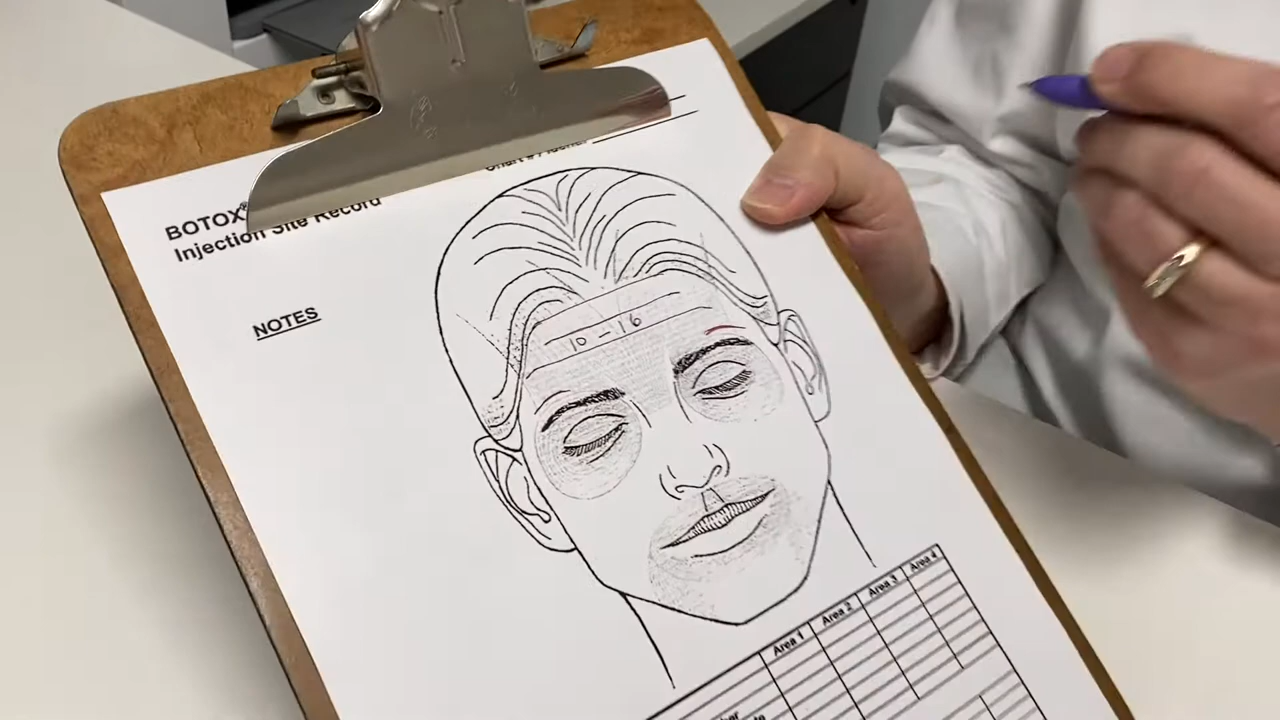 BOTOX®
Injection Site Record
NOTES
10 - 16
Area 1 Area 2 Area 3 Area 4